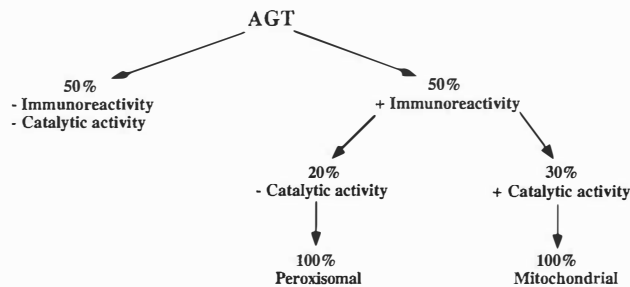 AGT
50%
- Immunoreactivity
- Catalytic activity
50%
+ Immunoreactivity
20%
- Catalytic activity
30%
+ Catalytic activity
100%
Peroxisomal
100%
Mitochondrial